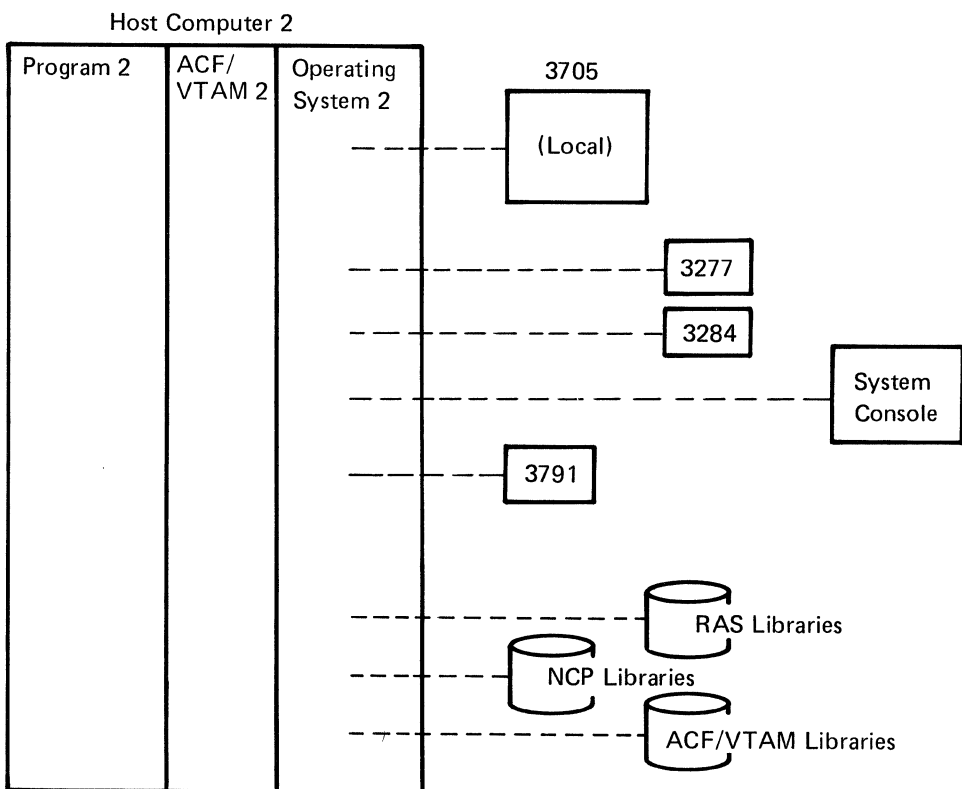 Host Computer 2
Program 2
ACF/
VTAM 2
Operating
System 2
3705
(Local)
3277
3284
System
Console
3791
RAS Libraries
NCP Libraries
ACF/VTAM Libraries